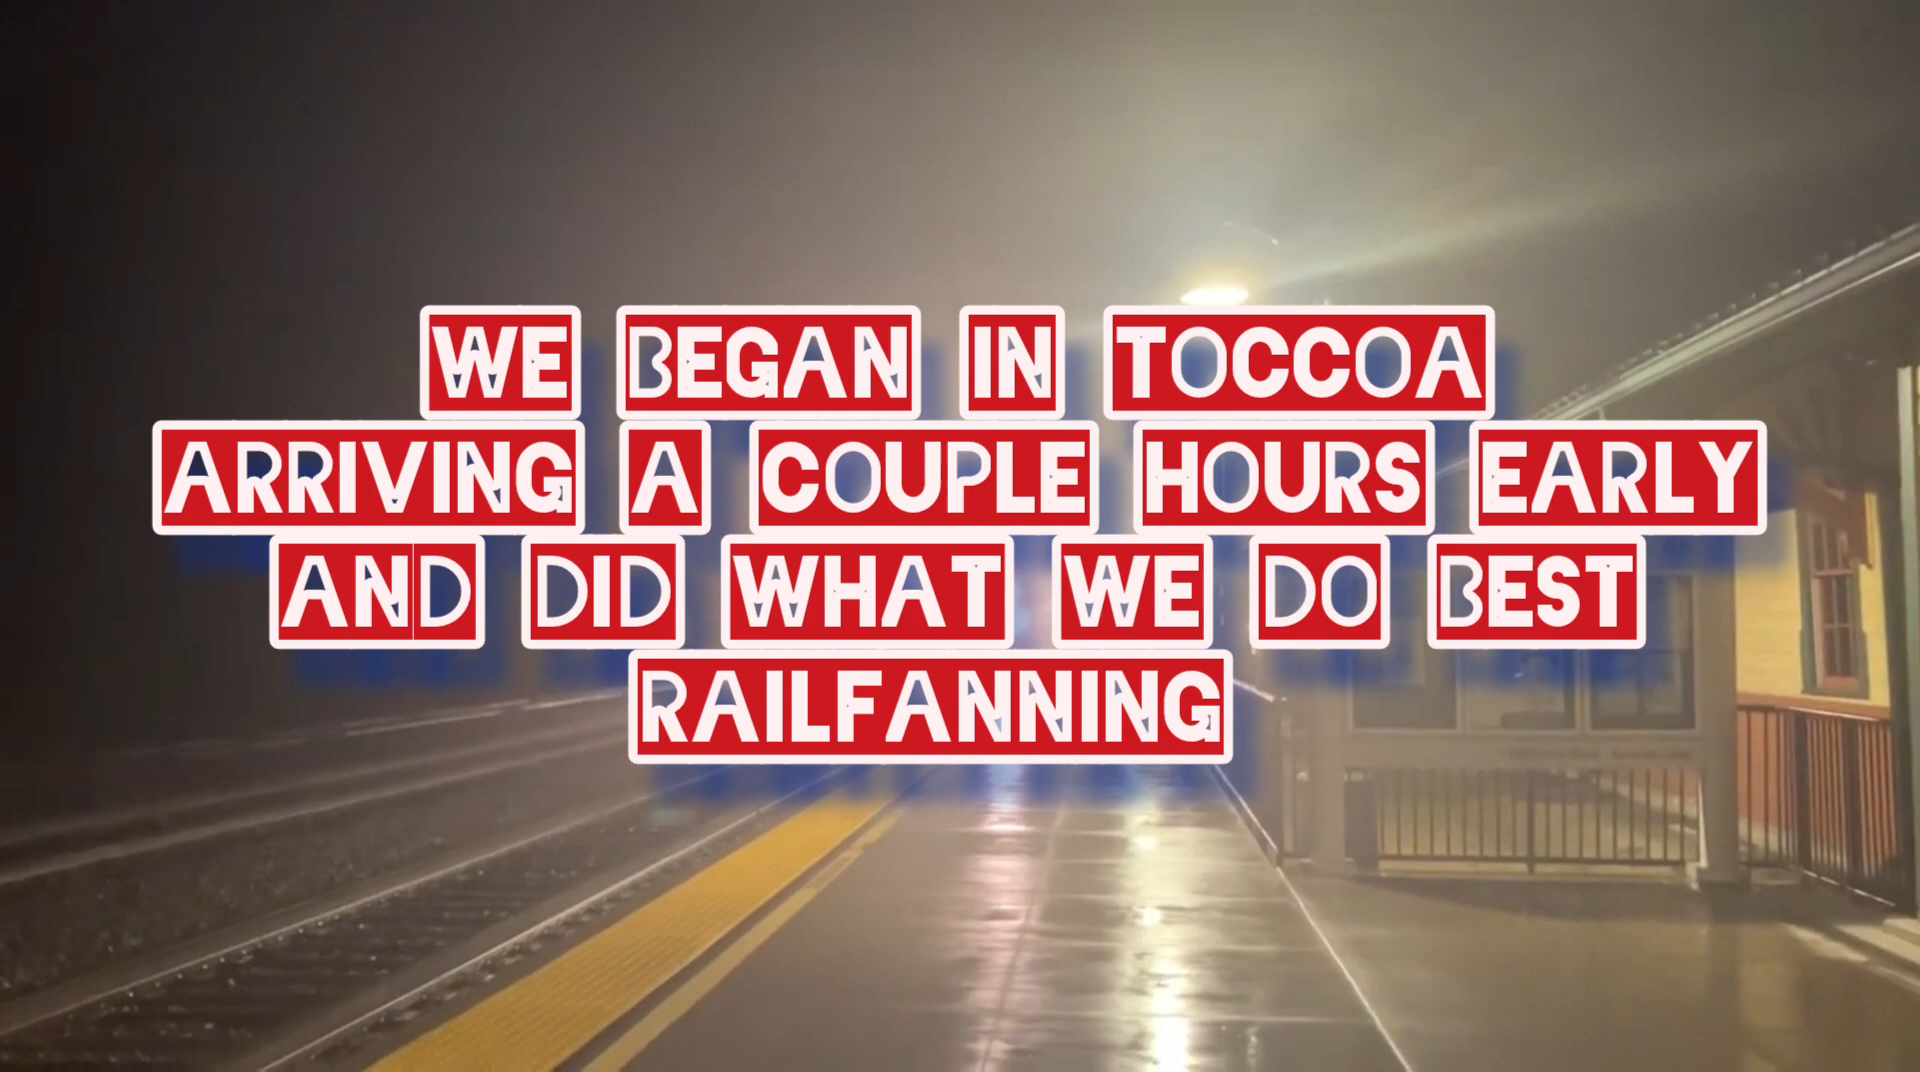 WE BEGAN IN TOCCOA
ARRIVING A COUPLE HOURS EARLY
AND DID WHAT WE DO BEST
RAILFANNING